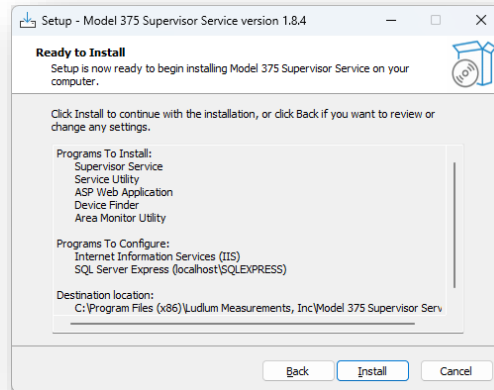 Setup - Model 375 Supervisor Service version 1.8.4
Ready to Install
Setup is now ready to begin installing Model 375 Supervisor Service on your
computer.
Click Install to continue with the installation, or click Back if you want to review or
change any settings.
Programs To Install:
Supervisor Service
Service Utility
ASP Web Application
Device Finder
Area Monitor Utility
Programs To Configure:
Internet Information Services (IIS)
SQL Server Express (localhost\SQLEXPRESS)
Destination location:
C:\Program Files (x86)\Ludlum Measurements, Inc\Model 375 Supervisor Serv
Back
Install
Cancel